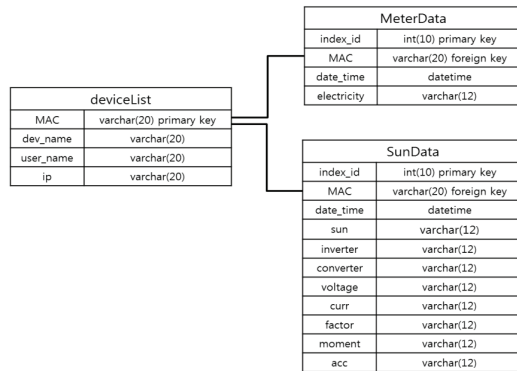 MeterData
index_id int(10) primary key
MAC varchar(20) foreign key
date_time datetime
electricity varchar(12)
deviceList
MAC varchar(20) primary key
dev_name varchar(20)
user_name varchar(20)
ip varchar(20)
SunData
index_id int(10) primary key
MAC varchar(20) foreign key
date_time datetime
sun varchar(12)
inverter varchar(12)
converter varchar(12)
voltage varchar(12)
curr varchar(12)
factor varchar(12)
moment varchar(12)
acc varchar(12)